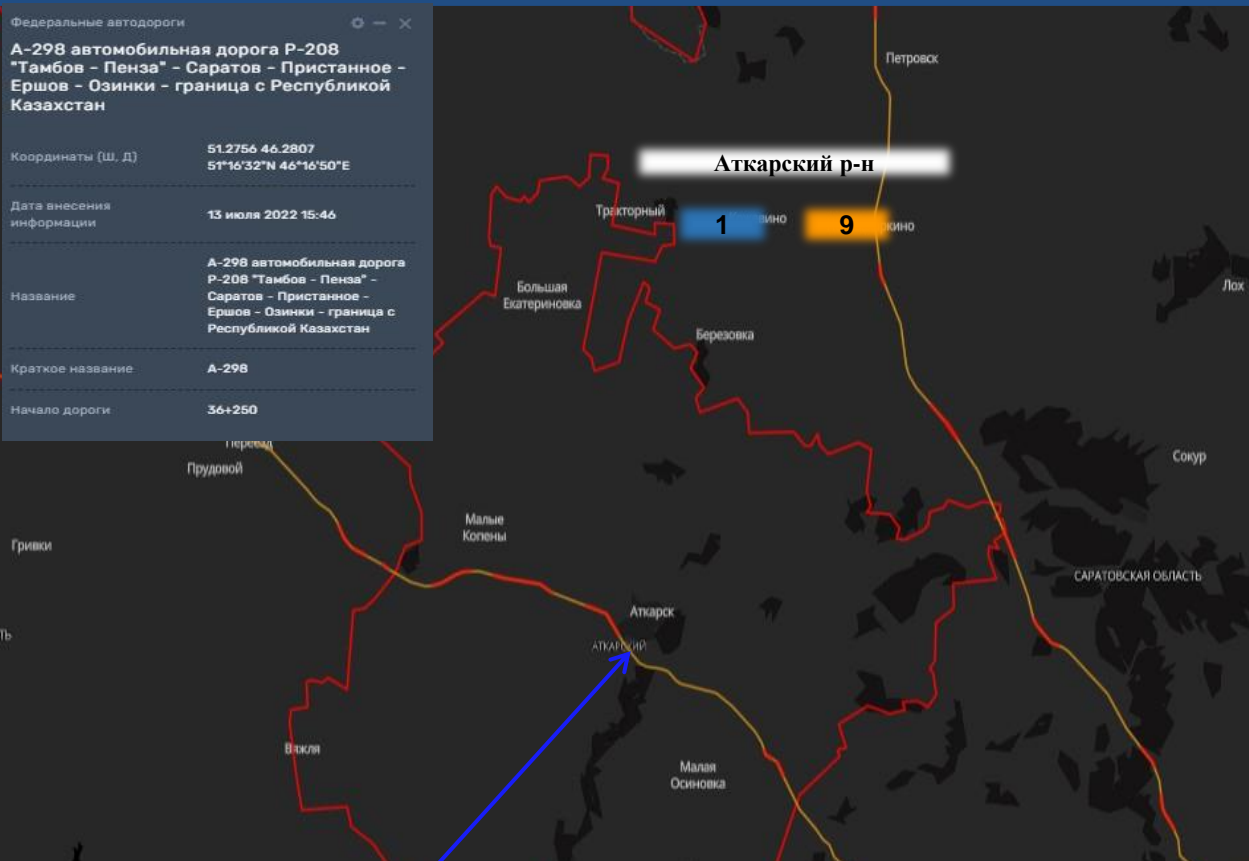 Федеральные автодороги
А-298 автомобильная дорога Р-208
"Тамбов - Пенза" - Саратов - Пристанное -
Ершов - Озинки - граница с Республикой
Казахстан
Координаты (Ш, Д)
51.2756 46.2807
51°16'32"N 46°16'50"E
Дата внесения
информации
13 июля 2022 15:46
Название
А-298 автомобильная дорога
Р-208 "Тамбов - Пенза" -
Саратов - Пристанное -
Ершов - Озинки - граница с
Республикой Казахстан
Краткое название
А-298
Начало дороги
36+250
Петровск
Аткарский р-н
Тракторный
1
9
Большая
Екатериновка
Лох
Березовка
Переезд
Прудовой
Сокур
Малые
Копены
Гривки
САРАТОВСКАЯ ОБЛАСТЬ
Аткарск
АТКАРСКИЙ
Вяжля
Малая
Осиновка